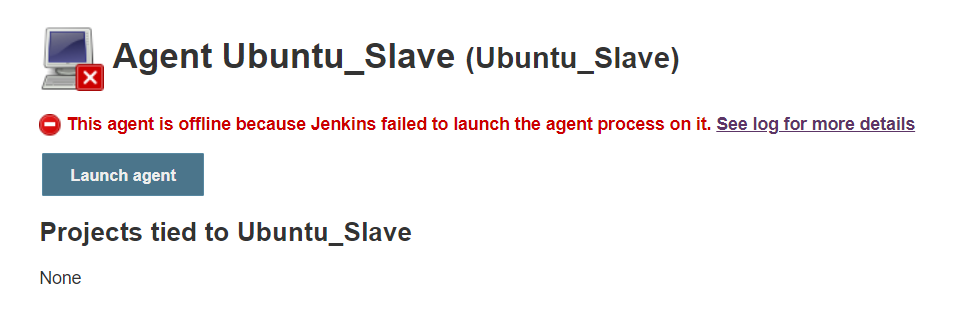 Agent Ubuntu_Slave (Ubuntu_Slave)
This agent is offline because Jenkins failed to launch the agent process on it. See log for more details
Launch agent
Projects tied to Ubuntu_Slave
None